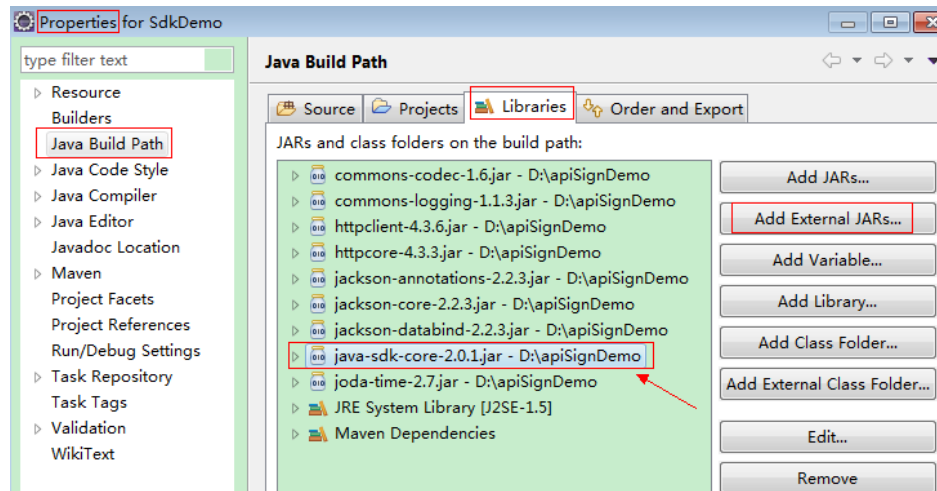 Properties for SdkDemo
type filter text
Resource
Builders
Java Build Path
Java Code Style
Java Compiler
Java Editor
Javadoc Location
Maven
Project Facets
Project References
Run/Debug Settings
Task Repository
Task Tags
Validation
WikiText
Java Build Path
Source
Projects
Libraries
Order and Export
JARs and class folders on the build path:
commons-codec-1.6.jar - D:\apiSignDemo
commons-logging-1.1.3.jar - D:\apiSignDemo
httpclient-4.3.6.jar - D:\apiSignDemo
httpcore-4.3.3.jar - D:\apiSignDemo
jackson-annotations-2.2.3.jar - D:\apiSignDemo
jackson-core-2.2.3.jar - D:\apiSignDemo
jackson-databind-2.2.3.jar - D:\apiSignDemo
java-sdk-core-2.0.1.jar - D:\apiSignDemo
joda-time-2.7.jar - D:\apiSignDemo
JRE System Library [J2SE-1.5]
Maven Dependencies
Add JARs...
Add External JARs...
Add Variable...
Add Library...
Add Class Folder...
Add External Class Folder...
Edit...
Remove